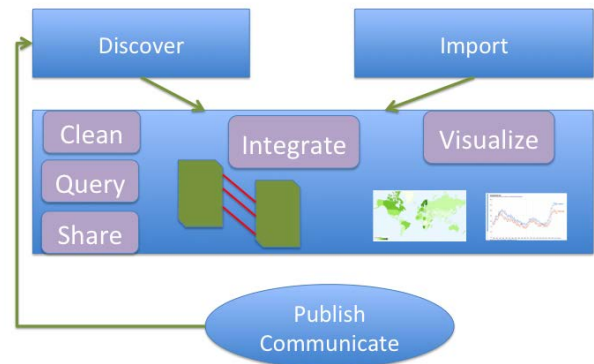 Discover
Import
Clean
Integrate
Visualize
Query
Share
Publish
Communicate